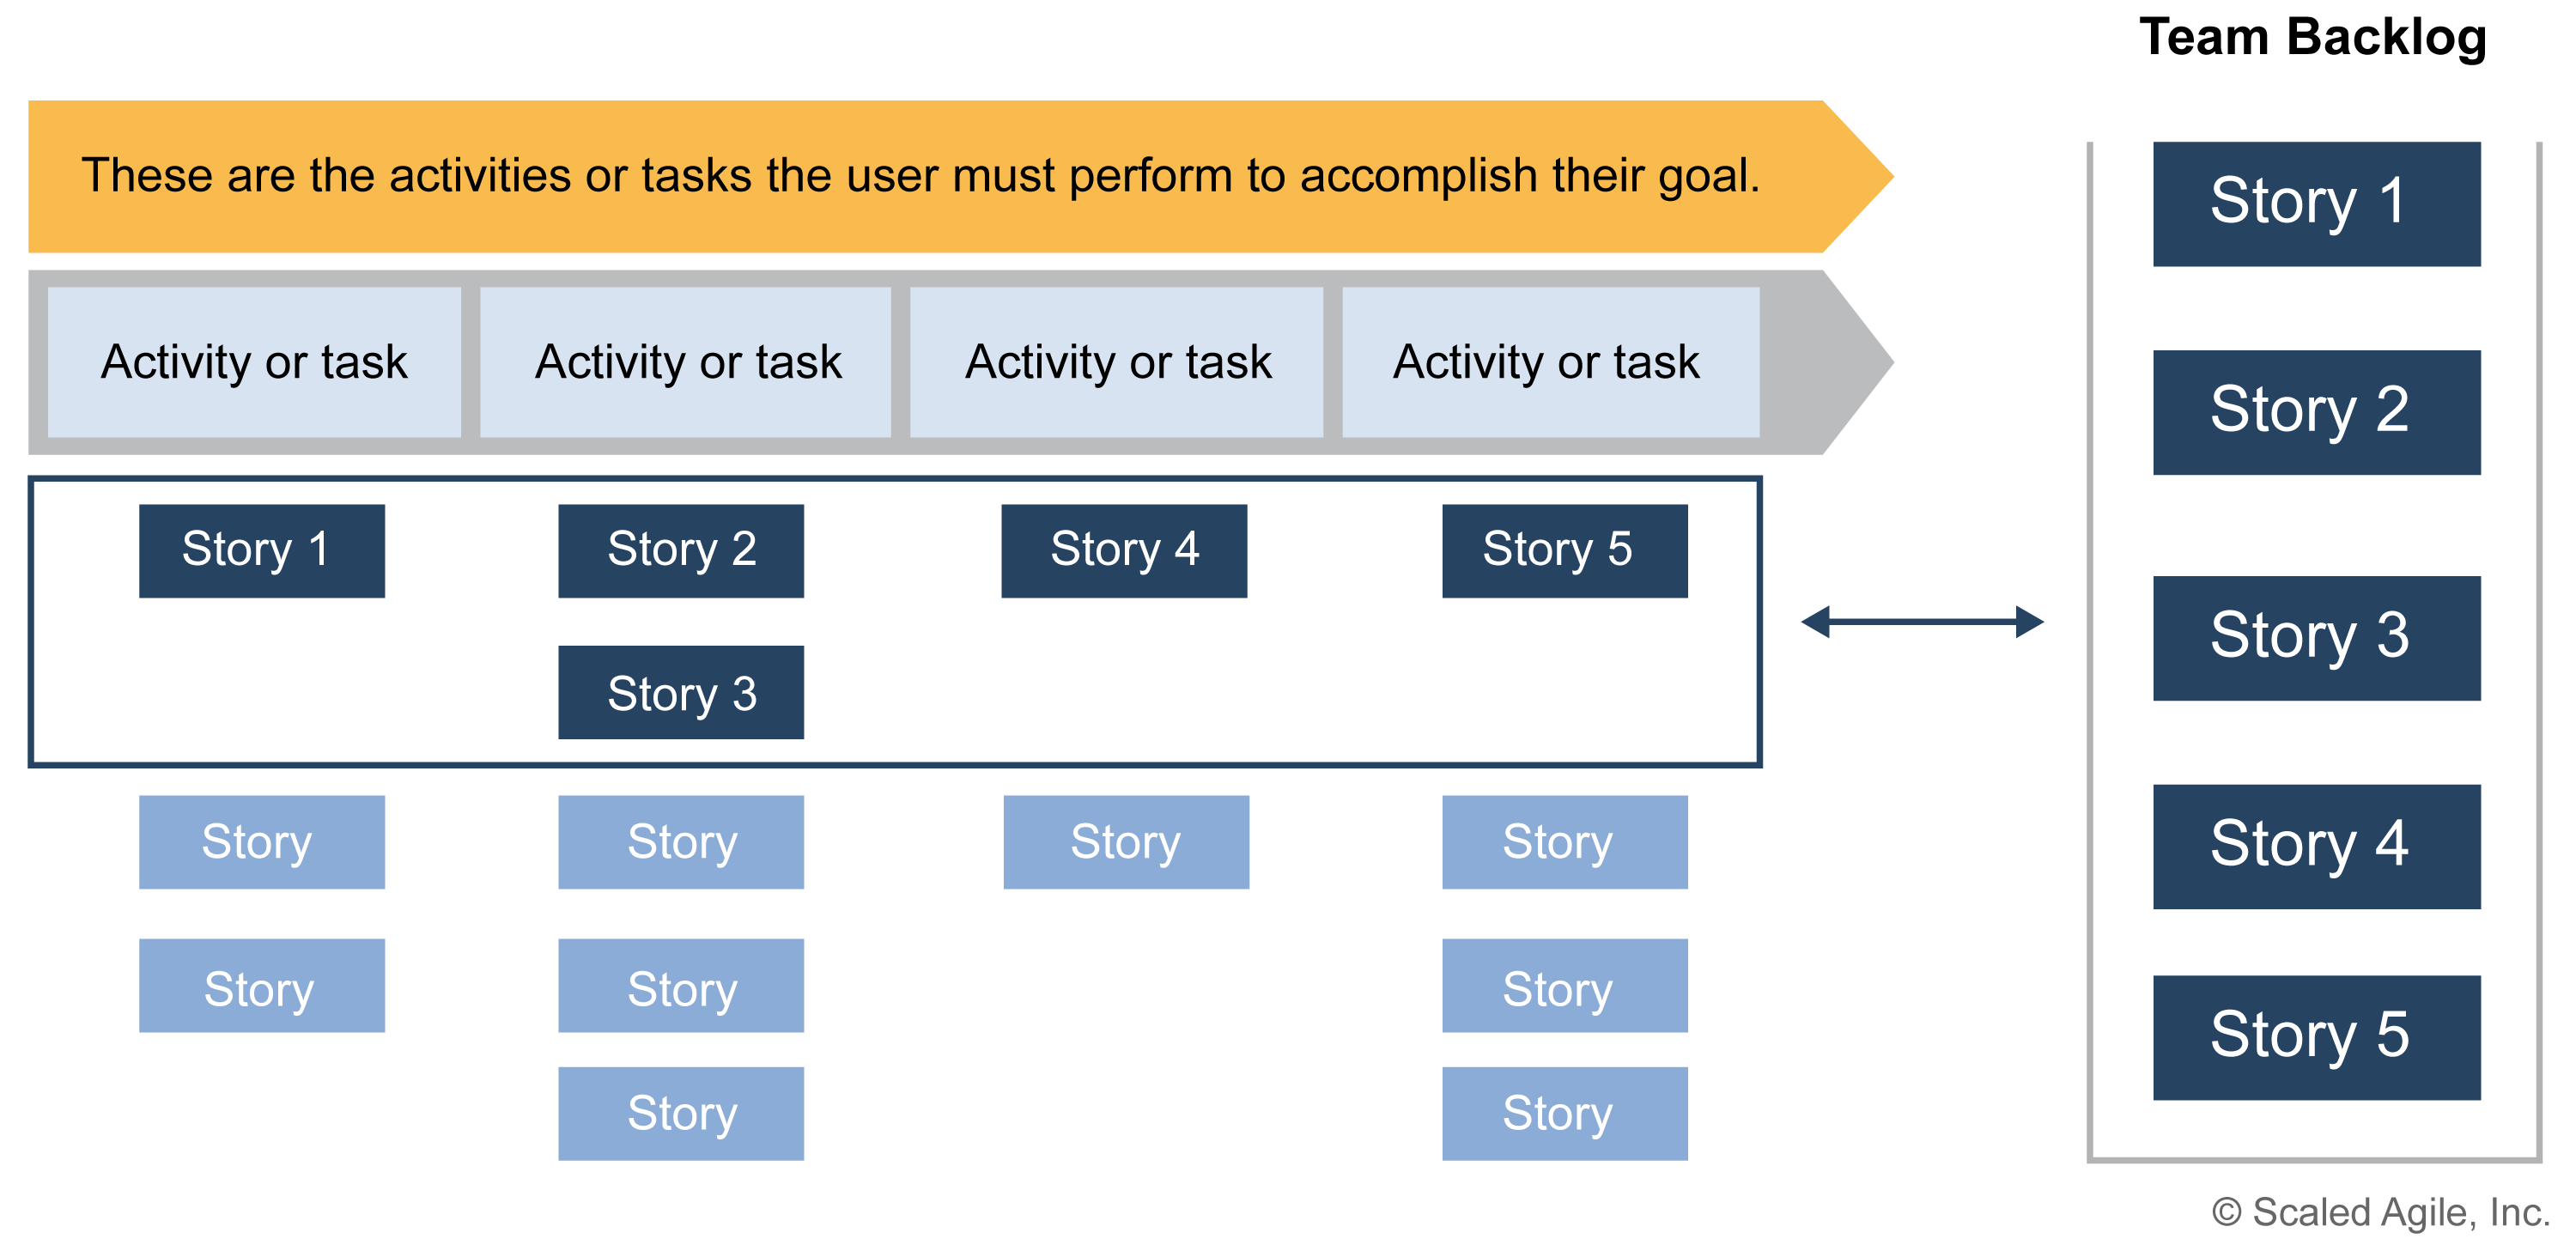 Team Backlog
These are the activities or tasks the user must perform to accomplish their goal.
Activity or task
Activity or task
Activity or task
Activity or task
Story 1
Story 2
Story 4
Story 5
Story 3
Story
Story
Story
Story
Story
Story
Story
Story
Story
Story 1
Story 2
Story 3
Story 4
Story 5
© Scaled Agile, Inc.